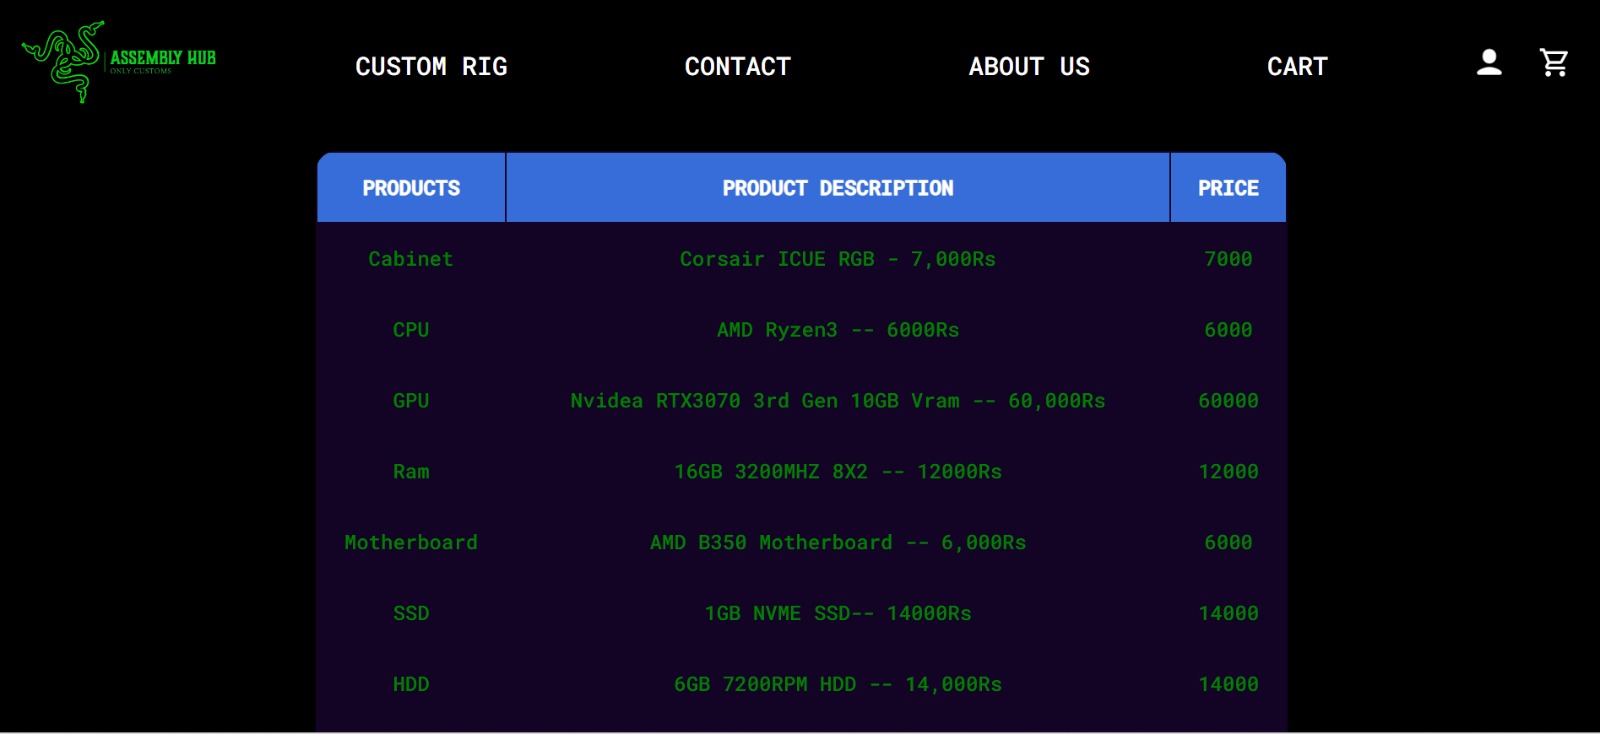 ASSEMBLY HUB
ONLY CUSTOMS
CUSTOM RIG CONTACT ABOUT US CART
PRODUCTS PRODUCT DESCRIPTION PRICE
Cabinet Corsair ICUE RGB - 7,000Rs 7000
CPU AMD Ryzen3 -- 6000Rs 6000
GPU Nvidea RTX3070 3rd Gen 10GB Vram -- 60,000Rs 60000
Ram 16GB 3200MHZ 8X2 -- 12000Rs 12000
Motherboard AMD B350 Motherboard -- 6,000Rs 6000
SSD 1GB NVME SSD-- 14000Rs 14000
HDD 6GB 7200RPM HDD -- 14,000Rs 14000